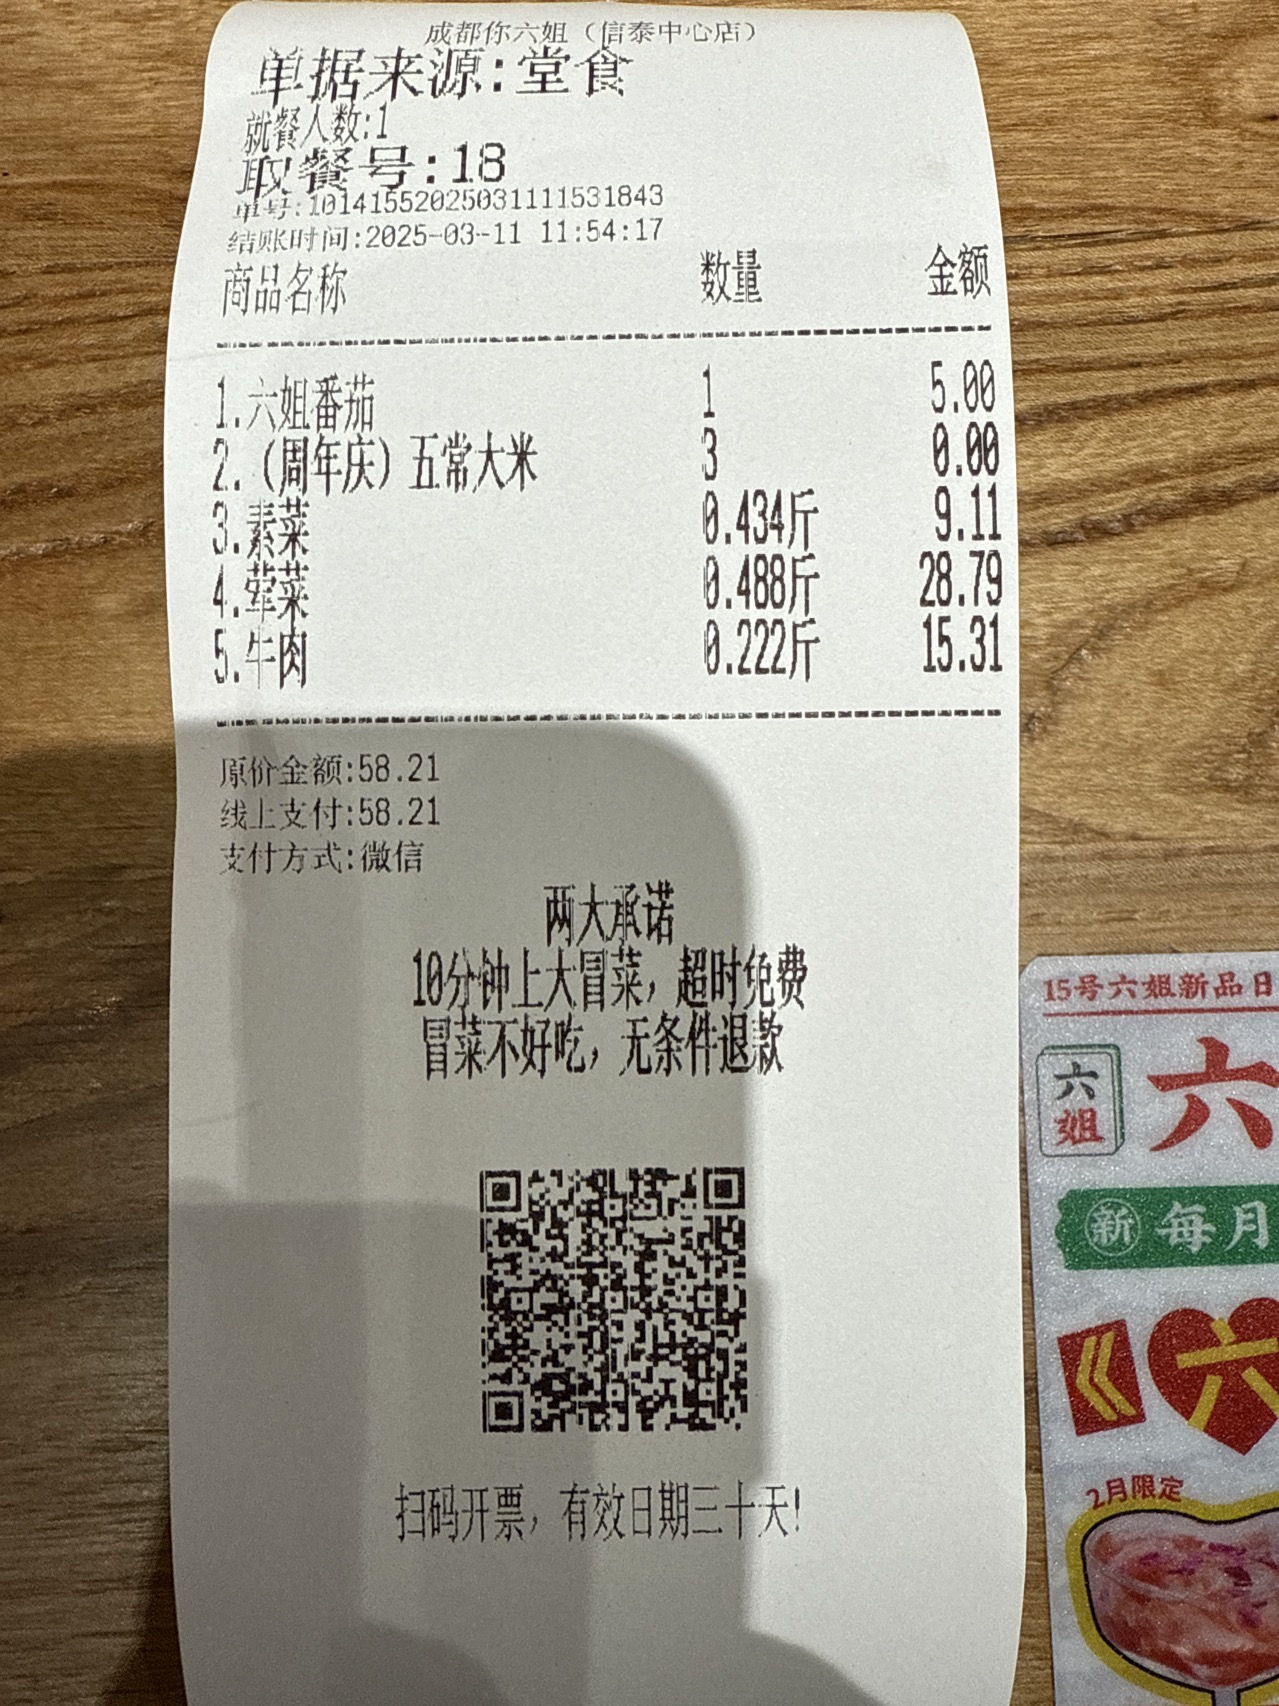 成都你六姐（信泰中心店）
单据来源:堂食
就餐人数:1
取餐号:18
单号:10141552025031111531843
结账时间:2025-03-11 11:54:17
商品名称 数量 金额
1.六姐番茄 1 5.00
2.（周年庆）五常大米 3 0.00
3.素菜 0.434斤 9.11
4.荤菜 0.488斤 28.79
5.牛肉 0.222斤 15.31
原价金额:58.21
线上支付:58.21
支付方式:微信
两大承诺
10分钟上大冒菜，超时免费
冒菜不好吃，无条件退款
扫码开票，有效日期三十天!
15号六姐新品日
六姐
六
新 每月
六
2月限定